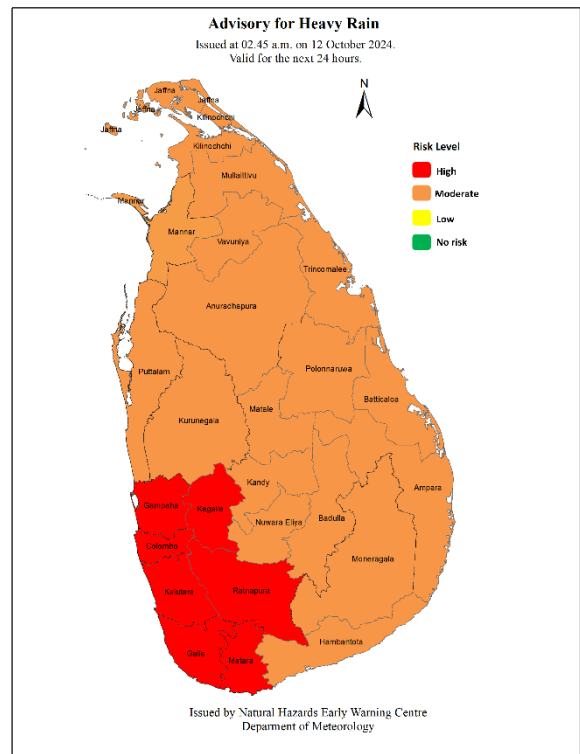 Advisory for Heavy Rain
Issued at 02.45 a.m. on 12 October 2024.
Valid for the next 24 hours.
N
Jaffna
Jaffna
Jaffna
Kilinochchi
Jaffna
Kilinochchi
Risk Level
High
Moderate
Low
No risk
Mullaittivu
Mannar
Mannar
Vavuniya
Trincomalee
Anuradhapura
Puttalam
Polonnaruwa
Batticaloa
Matale
Kurunegala
Kandy
Ampara
Gampaha
Kegalle
Nuwara Eliya
Badulla
Colombo
Moneragala
Kalutara
Ratnapura
Hambantota
Galle
Matara
Issued by Natural Hazards Early Warning Centre
Deparment of Meteorology